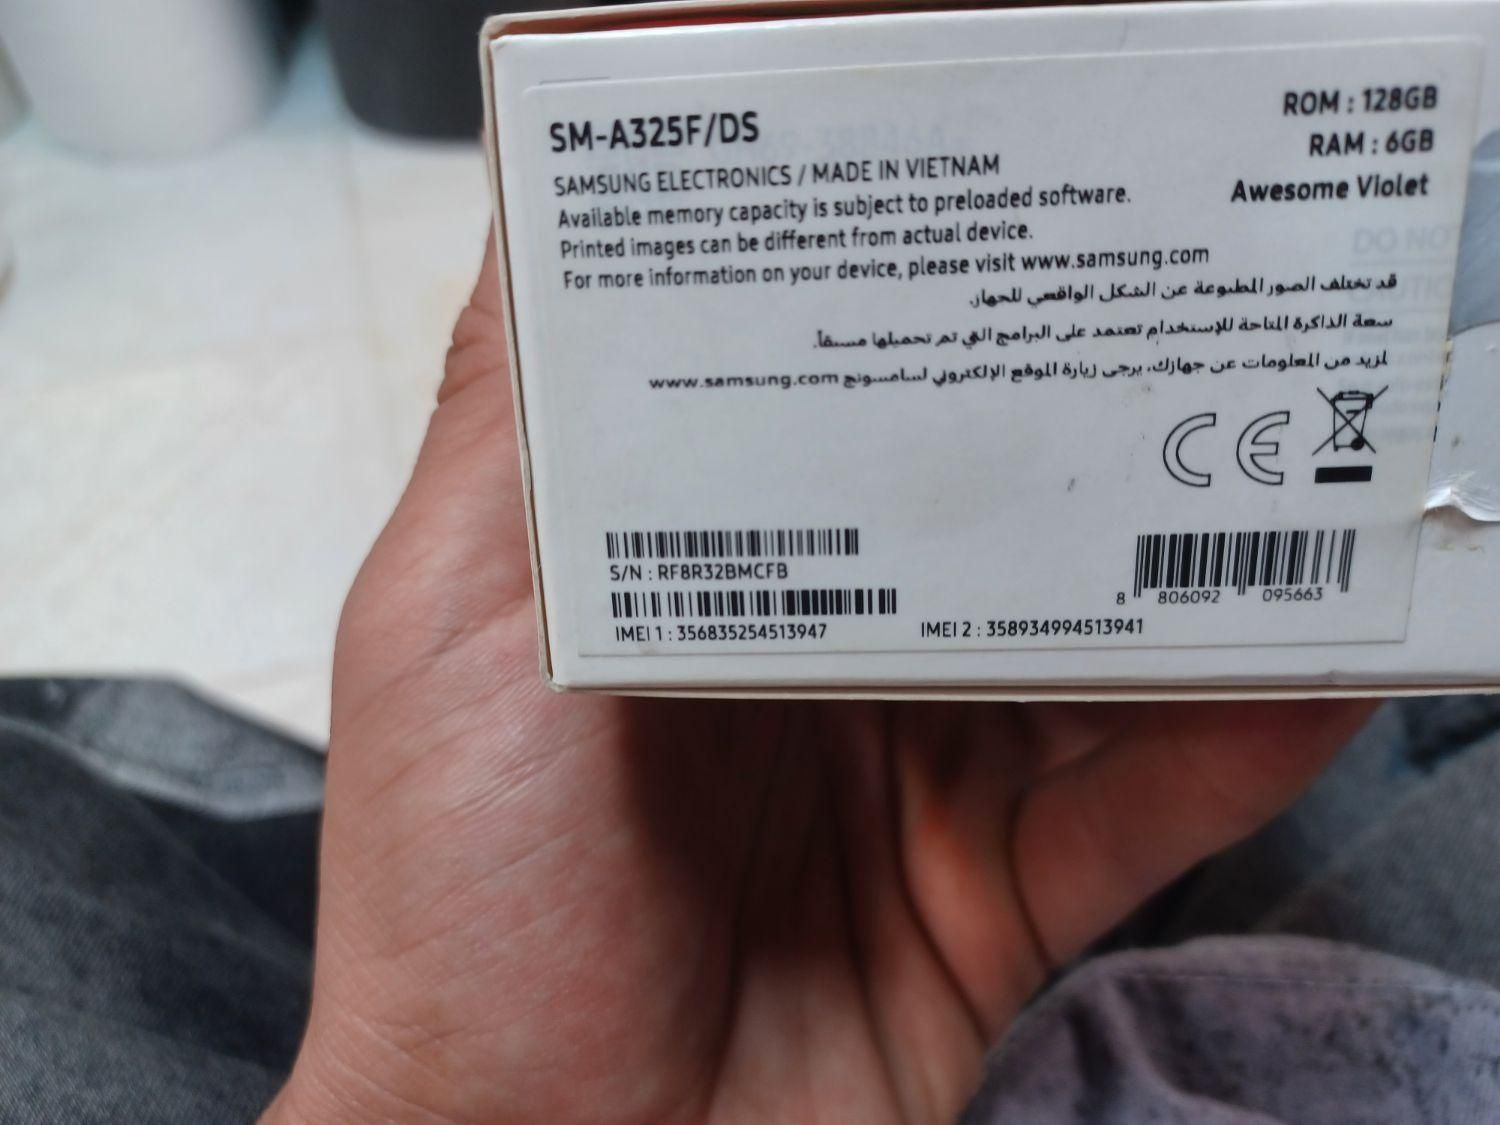 SM-A325F/DS
ROM : 128GB
RAM : 6GB
Awesome Violet
SAMSUNG ELECTRONICS / MADE IN VIETNAM
Available memory capacity is subject to preloaded software.
Printed images can be different from actual device.
For more information on your device, please visit www.samsung.com
قد تختلف الصور المطبوعة عن الشكل الواقعي للجهاز.
سعة الذاكرة المتاحة للإستخدام تعتمد على البرامج التي تم تحميلها مسبقاً.
لمزيد من المعلومات عن جهازك، يرجى زيارة الموقع الإلكتروني لسامسونج www.samsung.com
CE
S/N : RF8R32BMCFB
8 806092 095663
IMEI 1 : 356835254513947
IMEI 2 : 358934994513941
DO NO